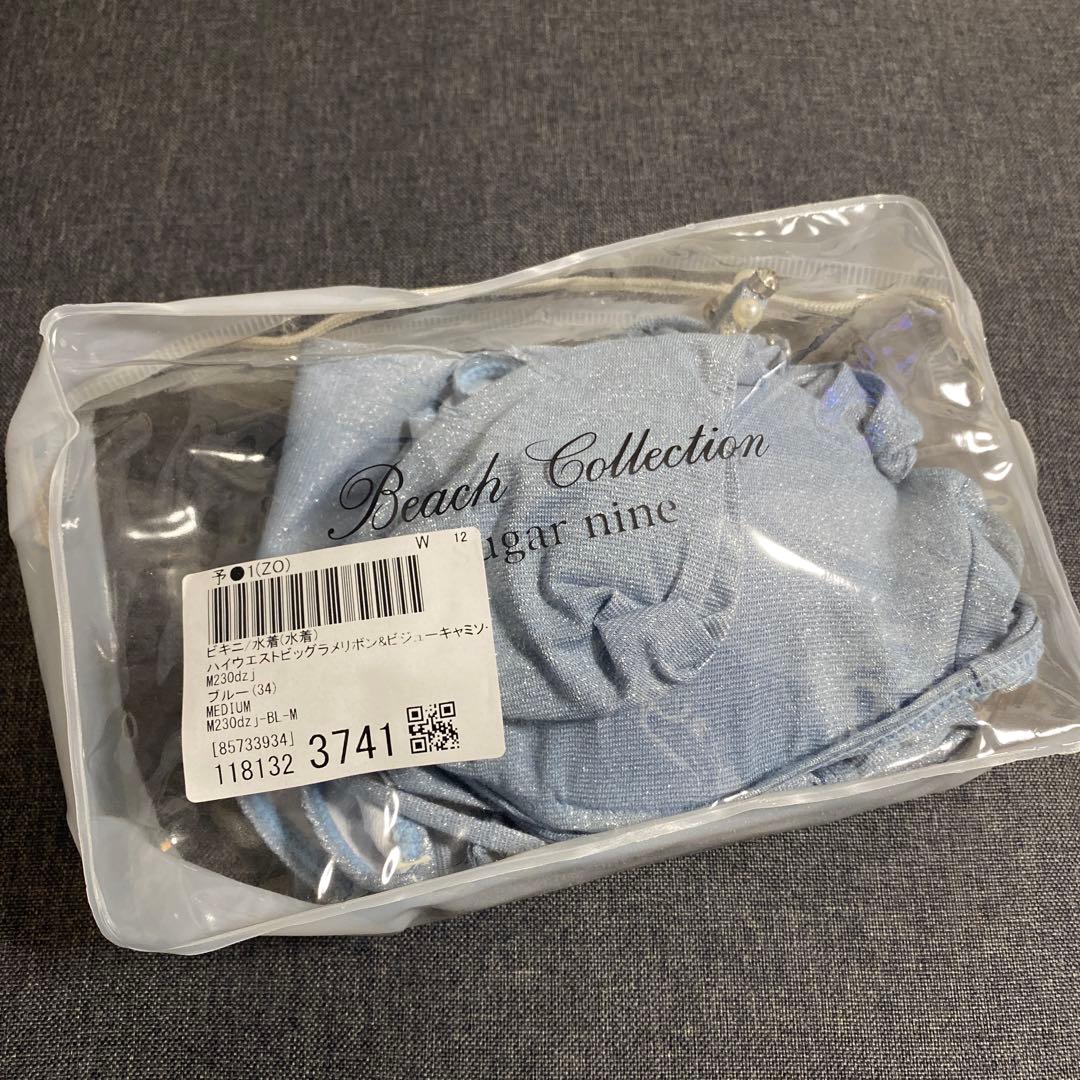 Beach Collection
ugar nine
W 12
予●1(ZO)
ビキニ/水着(水着)
ハイウエストビッグラメリボン&ビジューキャミソ・
M230dzj
ブルー(34)
MEDIUM
M230dzj-BL-M
[85733934]
118132 3741